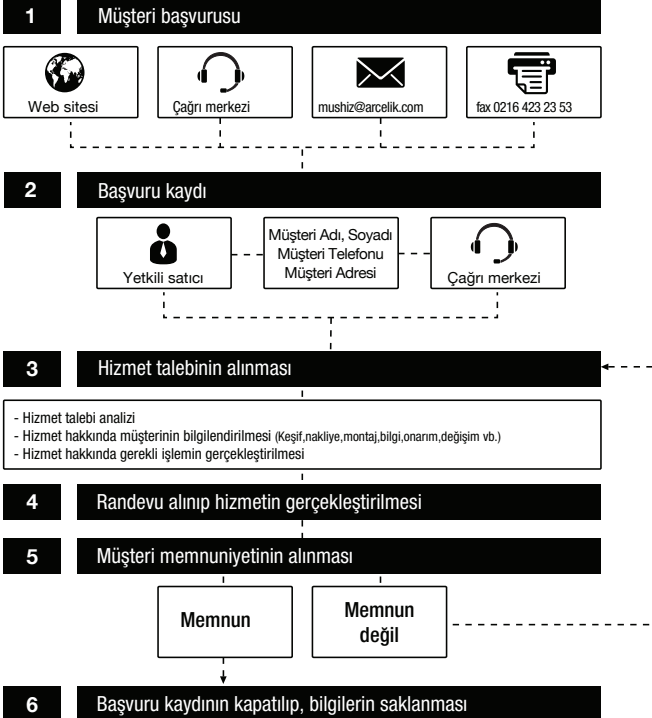 1 Müşteri başvurusu
Web sitesi
Çağrı merkezi
mushiz@arcelik.com
fax 0216 423 23 53
2 Başvuru kaydı
Yetkili satıcı
Müşteri Adı, Soyadı
Müşteri Telefonu
Müşteri Adresi
Çağrı merkezi
3 Hizmet talebinin alınması
- Hizmet talebi analizi
- Hizmet hakkında müşterinin bilgilendirilmesi (Keşif,nakliye,montaj,bilgi,onarım,değişim vb.)
- Hizmet hakkında gerekli işlemin gerçekleştirilmesi
4 Randevu alınıp hizmetin gerçekleştirilmesi
5 Müşteri memnuniyetinin alınması
Memnun
Memnun
değil
6 Başvuru kaydının kapatılıp, bilgilerin saklanması